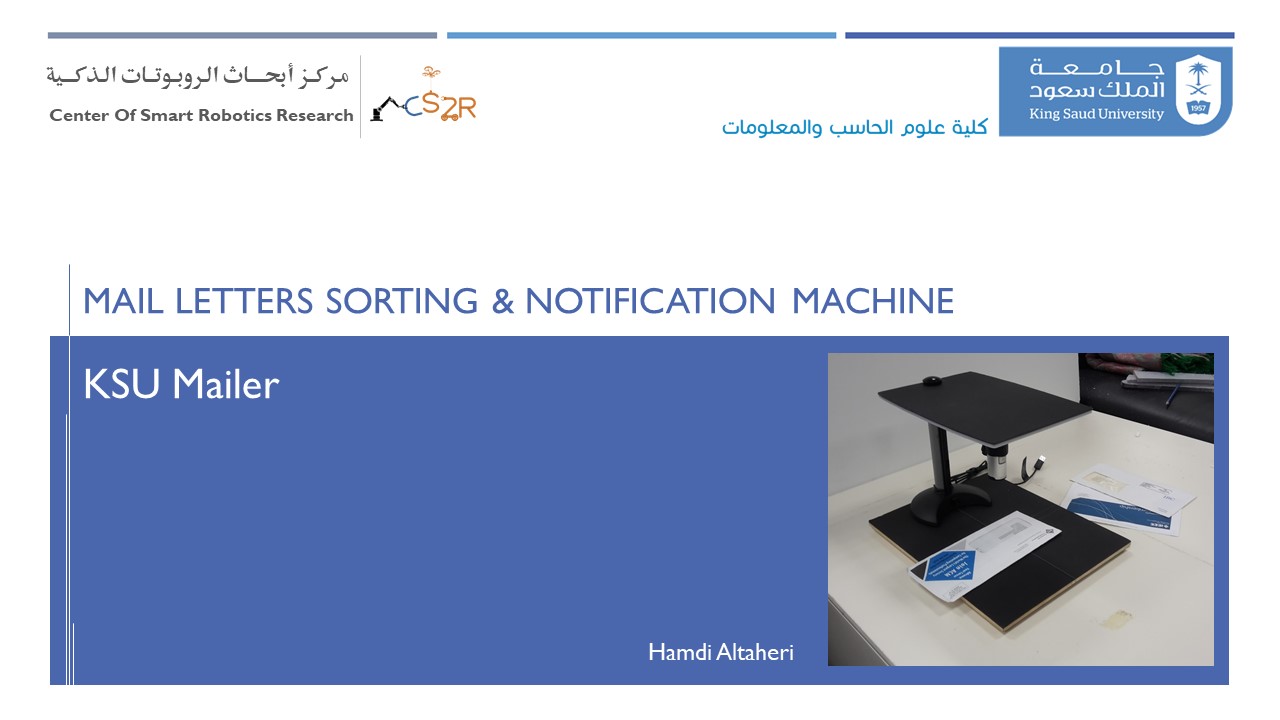 مركز أبحاث الروبوتات الذكية
Center Of Smart Robotics Research
CS2R
جامعة
الملك سعود
King Saud University
1957
كلية علوم الحاسب والمعلومات
MAIL LETTERS SORTING & NOTIFICATION MACHINE
KSU Mailer
Hamdi Altaheri
IEEE